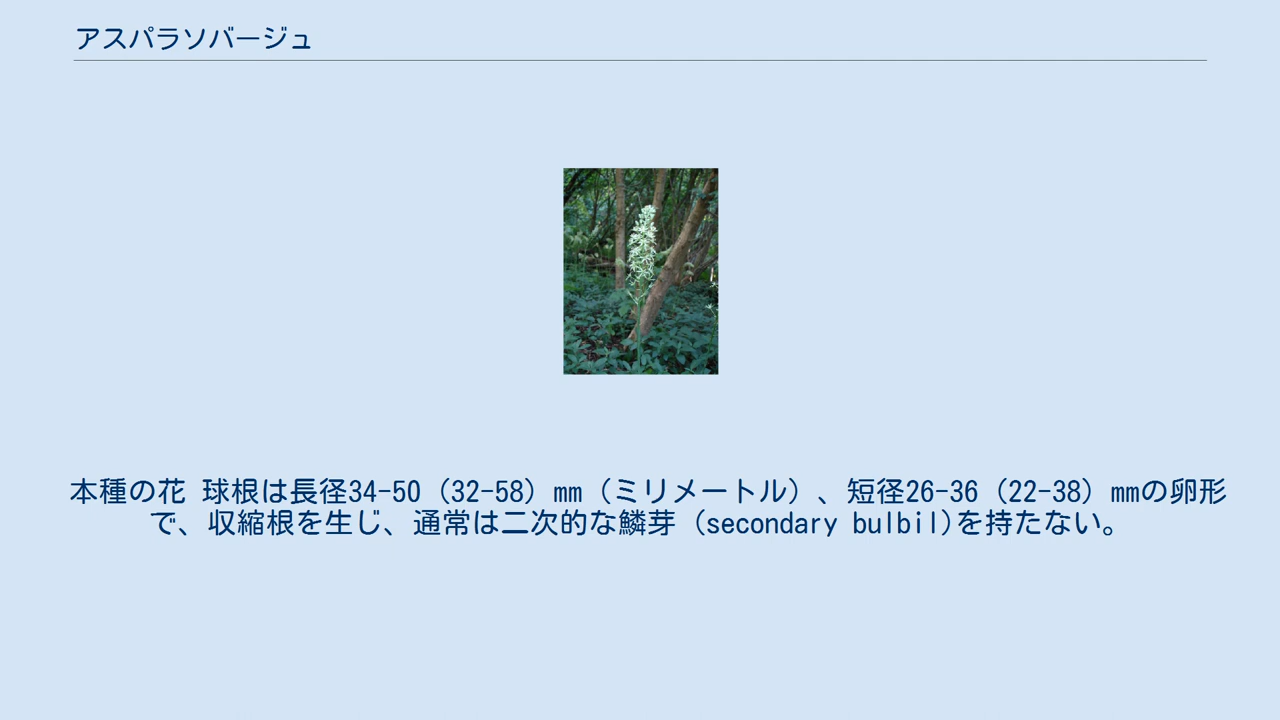 アスパラソバージュ
本種の花 球根は長径34-50（32-58）mm（ミリメートル）、短径26-36（22-38）mmの卵形
で、収縮根を生じ、通常は二次的な鱗芽（secondary bulbil)を持たない。